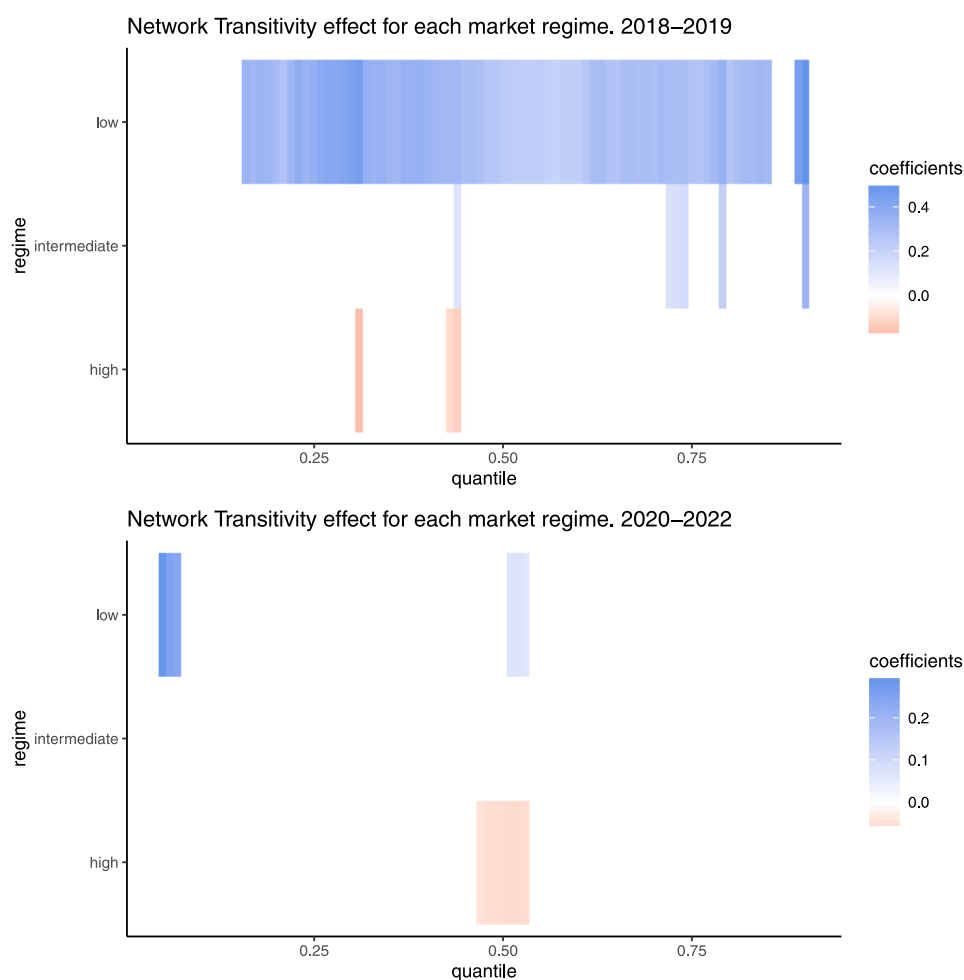 Network Transitivity effect for each market regime. 2018–2019
low
intermediate
high
regime
0.25
0.50
0.75
quantile
coefficients
0.4
0.2
0.0
Network Transitivity effect for each market regime. 2020–2022
low
intermediate
high
regime
0.25
0.50
0.75
quantile
coefficients
0.2
0.1
0.0